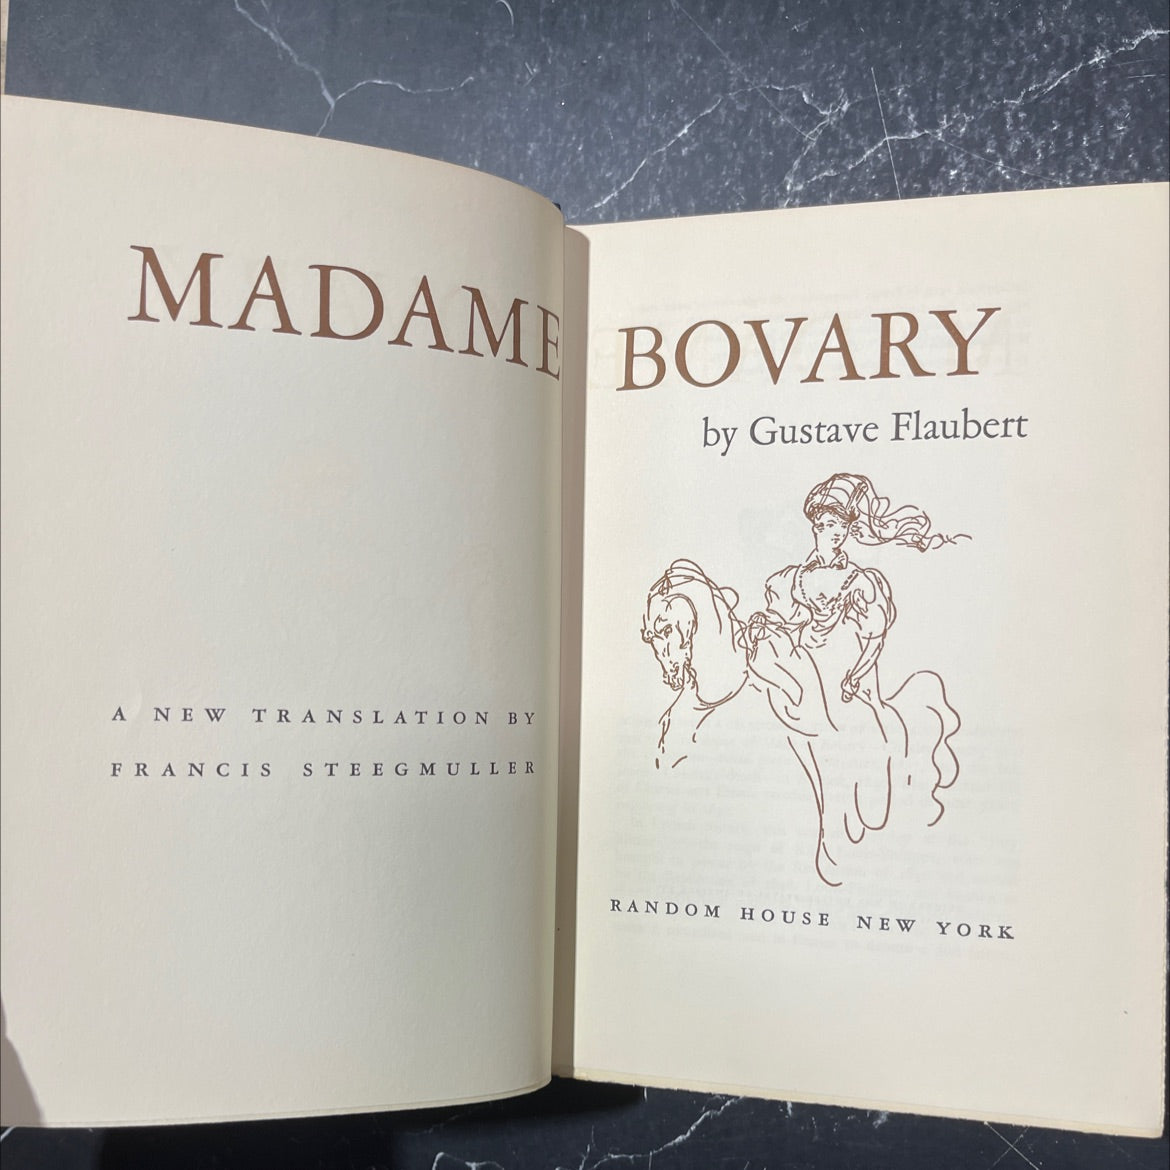 MADAME BOVARY
by Gustave Flaubert
A NEW TRANSLATION BY
FRANCIS STEEGMULLER
RANDOM HOUSE NEW YORK